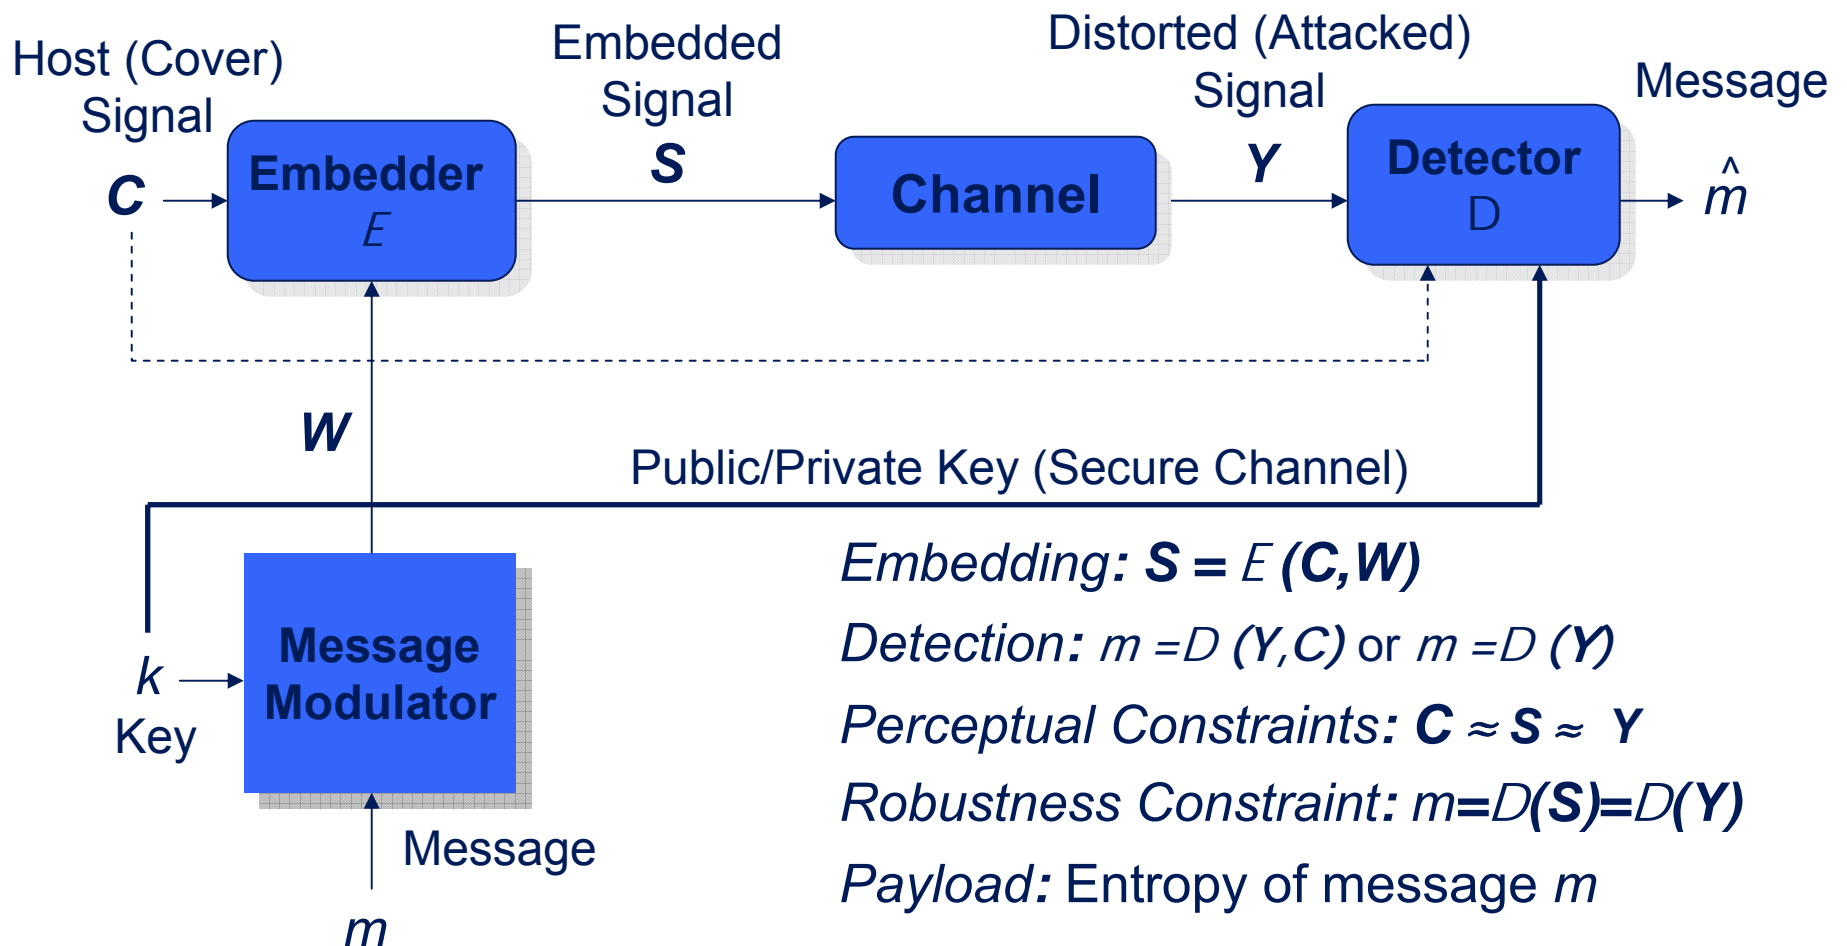 Host (Cover)
Signal
Embedded
Signal
Distorted (Attacked)
Signal
Message
C
Embedder
E
S
Channel
Y
Detector
D
m̂
W
Public/Private Key (Secure Channel)
k
Key
Message
Modulator
Message
m
Embedding: S = E (C,W)
Detection: m =D (Y,C) or m =D (Y)
Perceptual Constraints: C ≈ S ≈ Y
Robustness Constraint: m=D(S)=D(Y)
Payload: Entropy of message m